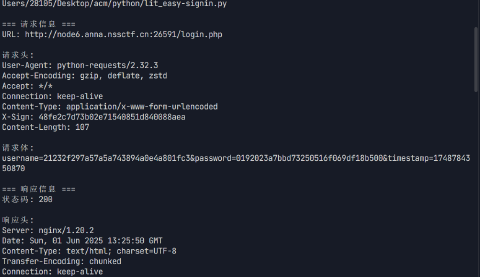 Users/28105/Desktop/acm/python/lit_easy-signin.py
=== 请求信息 ===
URL: http://node6.anna.nssctf.cn:26591/login.php
请求头:
User-Agent: python-requests/2.32.3
Accept-Encoding: gzip, deflate, zstd
Accept: */*
Connection: keep-alive
Content-Type: application/x-www-form-urlencoded
X-Sign: 48fe2c7d73b02e71540851d840088aea
Content-Length: 107
请求体:
username=21232f297a57a5a743894a0e4a801fc3&password=0192023a7bbd73250516f069df18b500&timestamp=17487843
50870
=== 响应信息 ===
状态码: 200
响应头:
Server: nginx/1.20.2
Date: Sun, 01 Jun 2025 13:25:50 GMT
Content-Type: text/html; charset=UTF-8
Transfer-Encoding: chunked
Connection: keep-alive